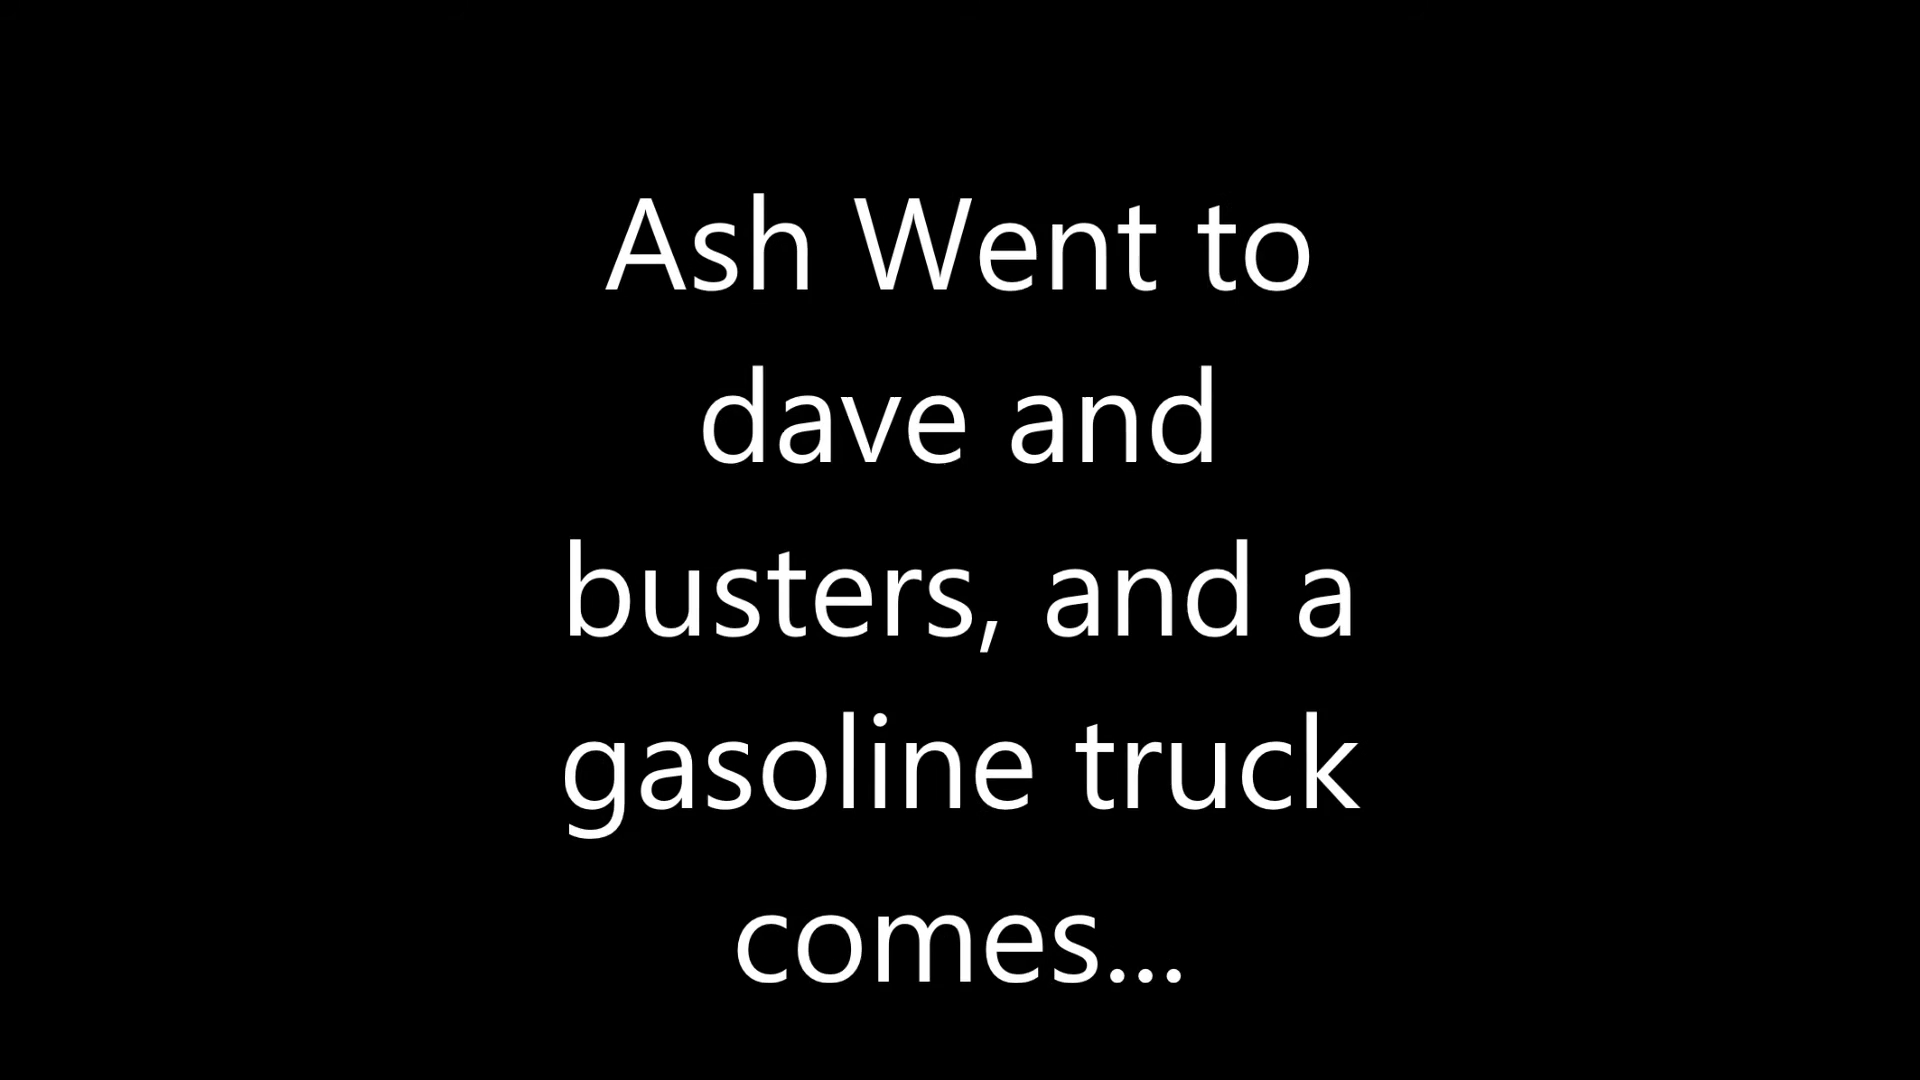 Ash Went to
dave and
busters, and a
gasoline truck
comes...